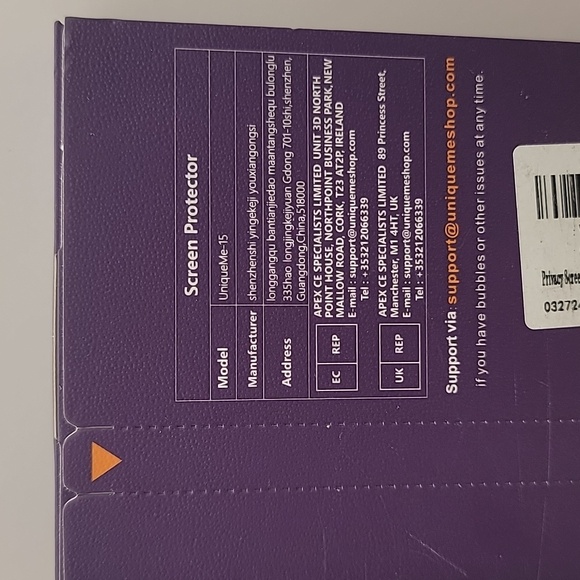 Screen Protector
Model UniqueMe-15
Manufacturer shenzhenshi yingekeji youxiangongsi
Address longgangqu bantianjiedao maantangshequ bulonglu
335hao longjingkejiyuan Gdong 701-10shi,shenzhen,
Guangdong,China,518000
EC REP
APEX CE SPECIALISTS LIMITED UNIT 3D NORTH
POINT HOUSE, NORTHPOINT BUSINESS PARK, NEW
MALLOW ROAD, CORK, T23 AT2P, IRELAND
E-mail : support@uniquemeshop.com
Tel : +353212066339
UK REP
APEX CE SPECIALISTS LIMITED 89 Princess Street,
Manchester, M1 4HT, UK
E-mail : support@uniquemeshop.com
Tel : +353212066339
Support via: support@uniquemeshop.com
if you have bubbles or other issues at any time.
Privacy Scree
03272